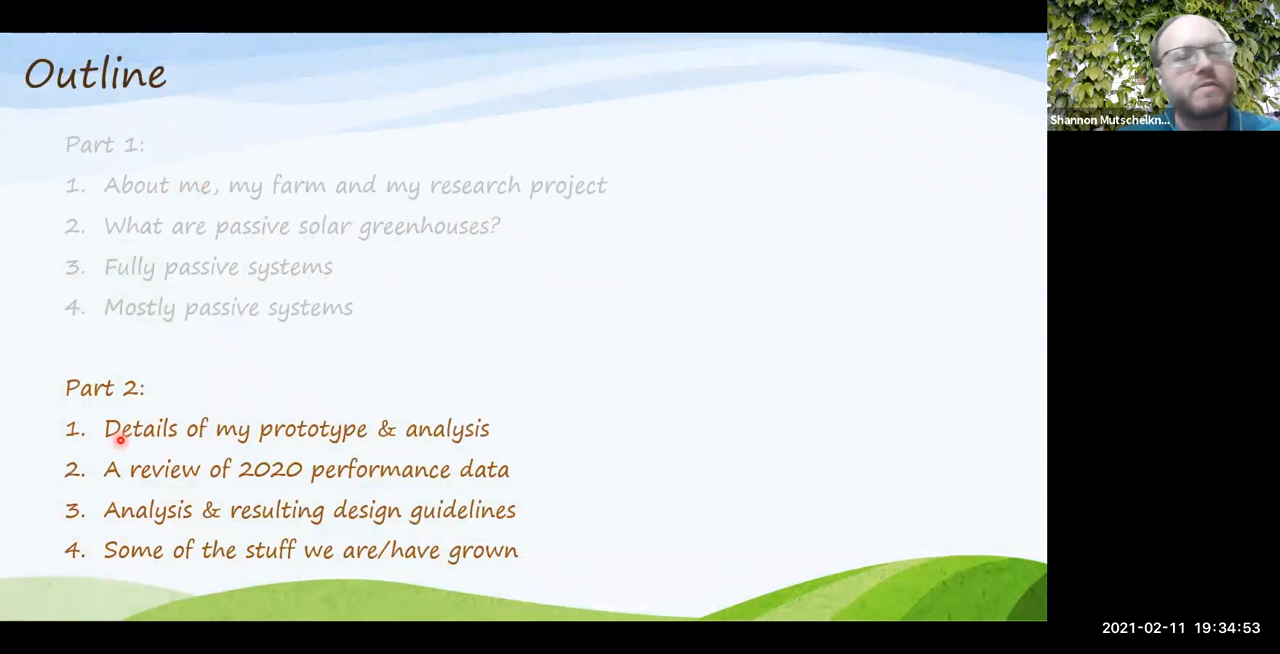 Outline
Part 1:
1. About me, my farm and my research project
2. What are passive solar greenhouses?
3. Fully passive systems
4. Mostly passive systems
Part 2:
1. Details of my prototype & analysis
2. A review of 2020 performance data
3. Analysis & resulting design guidelines
4. Some of the stuff we are/have grown
Shannon Mutschelkn...
2021-02-11 19:34:53